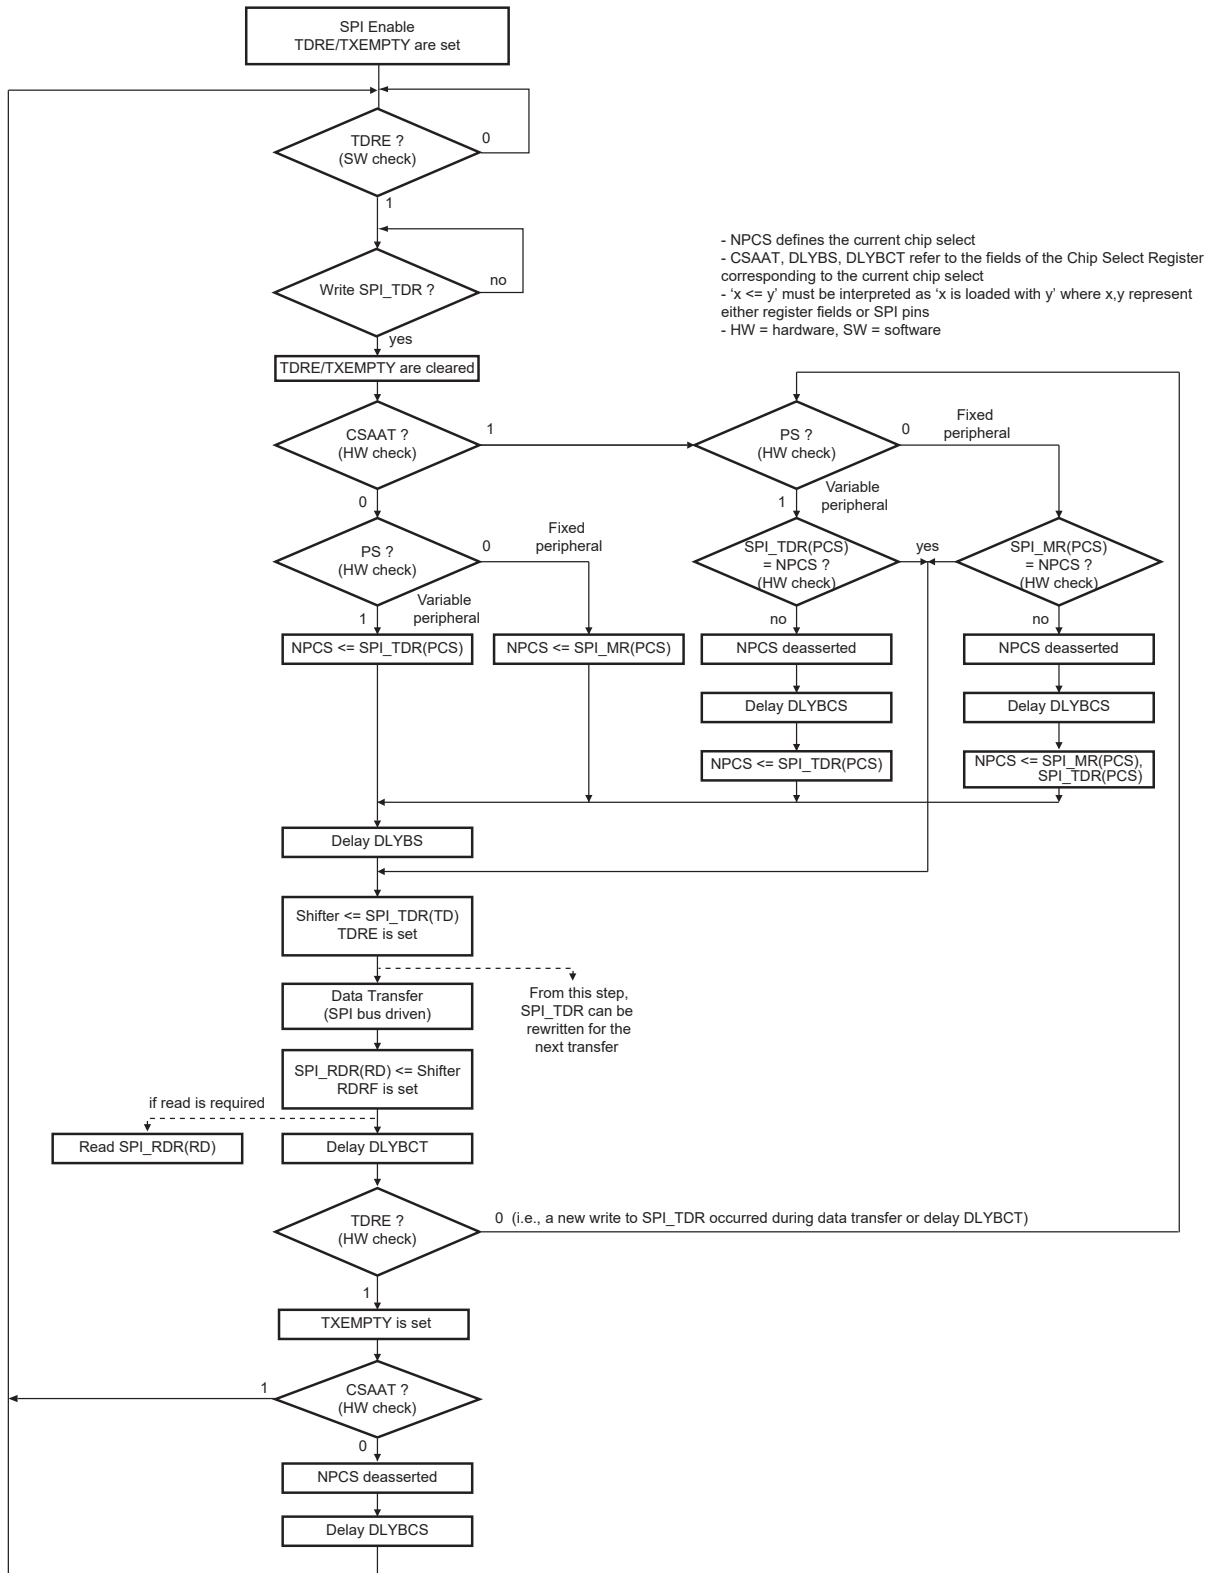 SPI Enable
TDRE/TXEMPTY are set
TDRE ?
(SW check)
0
1
Write SPI_TDR ?
no
yes
- NPCS defines the current chip select
- CSAAT, DLYBS, DLYBCT refer to the fields of the Chip Select Register
corresponding to the current chip select
- ‘x <= y’ must be interpreted as ‘x is loaded with y’ where x,y represent
either register fields or SPI pins
- HW = hardware, SW = software
TDRE/TXEMPTY are cleared
CSAAT ?
(HW check)
1
0
PS ?
(HW check)
0
Fixed
peripheral
1
Variable
peripheral
PS ?
(HW check)
0
Fixed
peripheral
1
Variable
peripheral
SPI_TDR(PCS)
= NPCS ?
(HW check)
yes
SPI_MR(PCS)
= NPCS ?
(HW check)
no
no
NPCS <= SPI_TDR(PCS)
NPCS <= SPI_MR(PCS)
NPCS deasserted
NPCS deasserted
Delay DLYBCS
Delay DLYBCS
NPCS <= SPI_TDR(PCS)
NPCS <= SPI_MR(PCS),
SPI_TDR(PCS)
Delay DLYBS
Shifter <= SPI_TDR(TD)
TDRE is set
Data Transfer
(SPI bus driven)
From this step,
SPI_TDR can be
rewritten for the
next transfer
SPI_RDR(RD) <= Shifter
RDRF is set
if read is required
Read SPI_RDR(RD)
Delay DLYBCT
TDRE ?
(HW check)
0 (i.e., a new write to SPI_TDR occurred during data transfer or delay DLYBCT)
1
TXEMPTY is set
CSAAT ?
(HW check)
1
0
NPCS deasserted
Delay DLYBCS